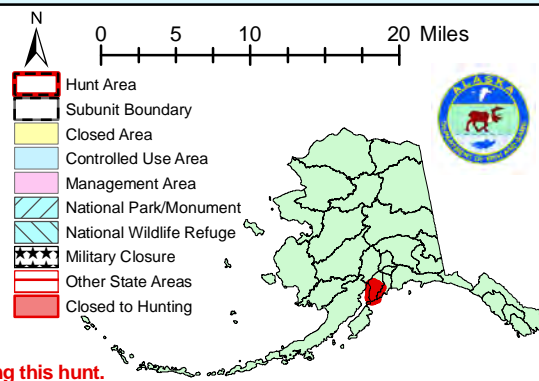 N
0 5 10 20 Miles
Hunt Area
Subunit Boundary
Closed Area
Controlled Use Area
Management Area
National Park/Monument
National Wildlife Refuge
Military Closure
Other State Areas
Closed to Hunting
ng this hunt.
ALASKA